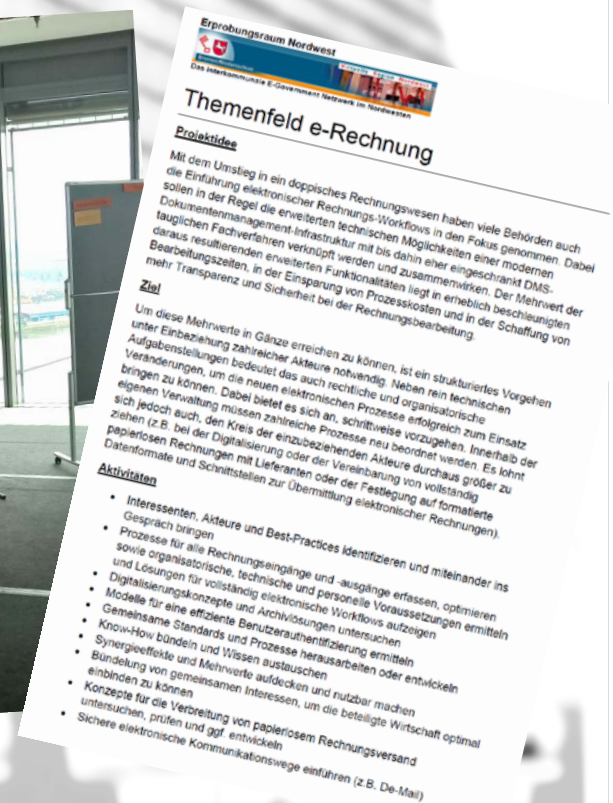 Erprobungsraum Nordwest
Das interkommunale E-Government Netzwerk im Nordwesten
Themenfeld e-Rechnung
Projektidee
Mit dem Umstieg in ein doppisches Rechnungswesen haben viele Behörden auch
die Einführung elektronischer Rechnungs-Workflows in den Fokus genommen. Dabei
sollen in der Regel die erweiterten technischen Möglichkeiten einer modernen
Dokumentenmanagement-Infrastruktur mit bis dahin eher eingeschränkt DMS-
tauglichen Fachverfahren verknüpft werden und zusammenwirken. Der Mehrwert der
daraus resultierenden erweiterten Funktionalitäten liegt in erheblich beschleunigten
Bearbeitungszeiten, in der Einsparung von Prozesskosten und in der Schaffung von
mehr Transparenz und Sicherheit bei der Rechnungsbearbeitung.
Ziel
Um diese Mehrwerte in Gänze erreichen zu können, ist ein strukturiertes Vorgehen
unter Einbeziehung zahlreicher Akteure notwendig. Neben rein technischen
Aufgabenstellungen bedeutet das auch rechtliche und organisatorische
Veränderungen, um die neuen elektronischen Prozesse erfolgreich zum Einsatz
bringen zu können. Dabei bietet es sich an, schrittweise vorzugehen. Innerhalb der
eigenen Verwaltung müssen zahlreiche Prozesse neu beordnet werden. Es lohnt
sich jedoch auch, den Kreis der einzubeziehenden Akteure durchaus größer zu
ziehen (z.B. bei der Digitalisierung oder der Vereinbarung von vollständig
papierlosen Rechnungen mit Lieferanten oder der Festlegung auf formatierte
Datenformate und Schnittstellen zur Übermittlung elektronischer Rechnungen).
Aktivitäten
• Interessenten, Akteure und Best-Practices identifizieren und miteinander ins
Gespräch bringen
• Prozesse für alle Rechnungseingänge und -ausgänge erfassen, optimieren
sowie organisatorische, technische und personelle Voraussetzungen ermitteln
und Lösungen für vollständig elektronische Workflows aufzeigen
• Digitalisierungskonzepte und Archivlösungen untersuchen
• Modelle für eine effiziente Benutzerauthentifizierung ermitteln
• Gemeinsame Standards und Prozesse herausarbeiten oder entwickeln
• Know-How bündeln und Wissen austauschen
• Synergieeffekte und Mehrwerte aufdecken und nutzbar machen
• Bündelung von gemeinsamen Interessen, um die beteiligte Wirtschaft optimal
einbinden zu können
• Konzepte für die Verbreitung von papierlosem Rechnungsversand
untersuchen, prüfen und ggf. entwickeln
• Sichere elektronische Kommunikationswege einführen (z.B. De-Mail)